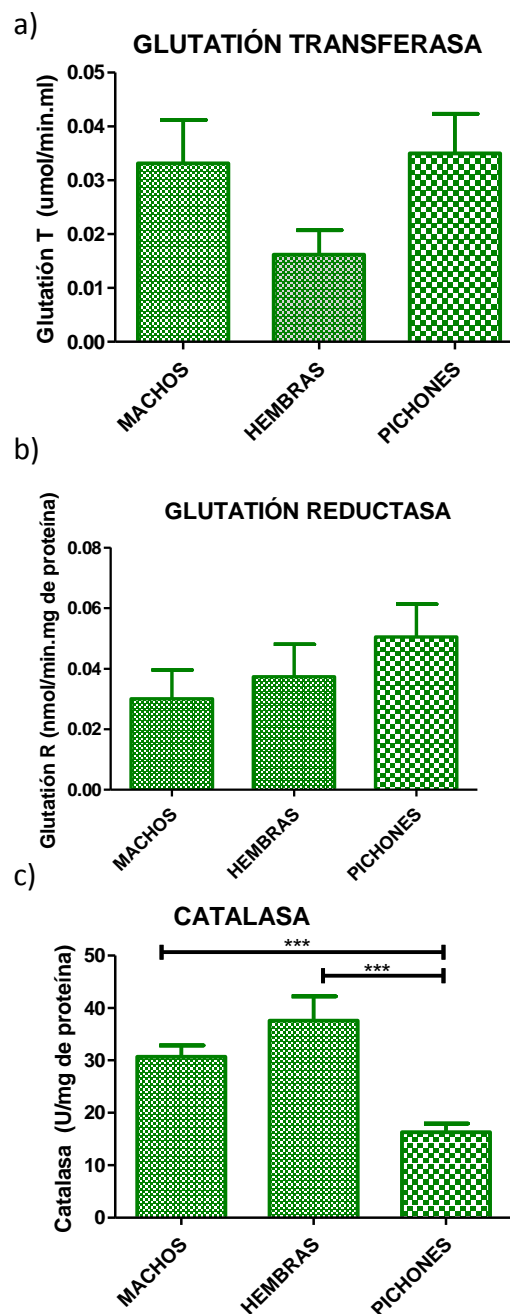 a)
GLUTATIÓN TRANSFERASA
Glutatión T (umol/min.ml)
0.05
0.04
0.03
0.02
0.01
0.00
MACHOS
HEMBRAS
PICHONES
b)
GLUTATIÓN REDUCTASA
Glutatión R (nmol/min.mg de proteína)
0.08
0.06
0.04
0.02
0.00
MACHOS
HEMBRAS
PICHONES
c)
CATALASA
Catalasa (U/mg de proteína)
50
40
30
20
10
0
***
***
MACHOS
HEMBRAS
PICHONES